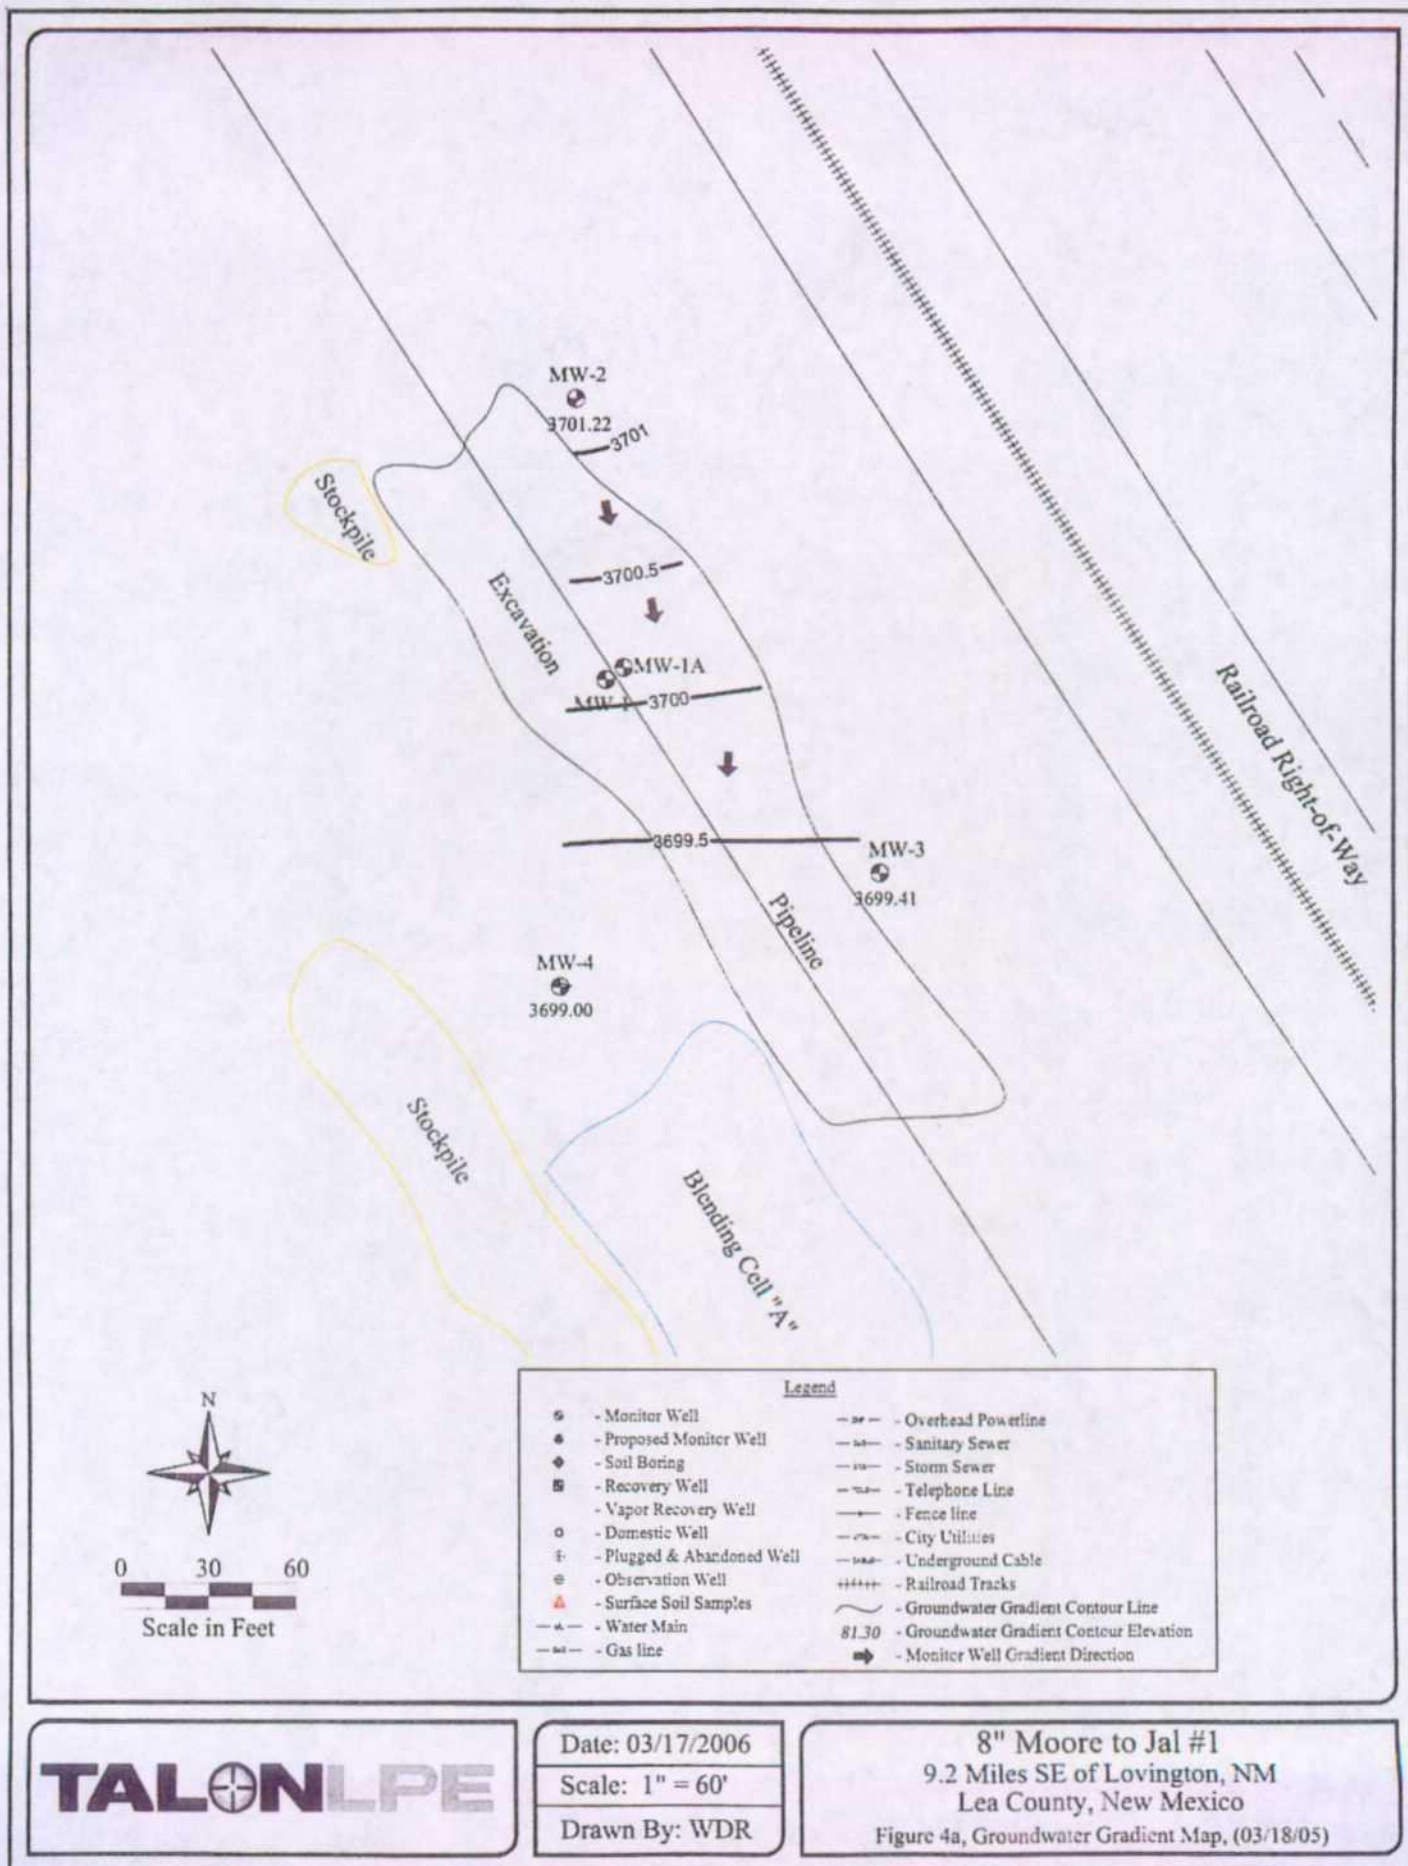 MW-2
3701.22
3701
Stockpile
3700.5
Excavation
MW-1A
MW-1
3700
Railroad Right-of-Way
3699.5
MW-3
3699.41
Pipeline
MW-4
3699.00
Stockpile
Blending Cell "A"
N
0 30 60
Scale in Feet
Legend
- Monitor Well
- Proposed Monitor Well
- Soil Boring
- Recovery Well
- Vapor Recovery Well
- Domestic Well
- Plugged & Abandoned Well
- Observation Well
- Surface Soil Samples
- Water Main
- Gas line
- Overhead Powerline
- Sanitary Sewer
- Storm Sewer
- Telephone Line
- Fence line
- City Utilities
- Underground Cable
- Railroad Tracks
- Groundwater Gradient Contour Line
81.30 - Groundwater Gradient Contour Elevation
- Monitor Well Gradient Direction
TALON LPE
Date: 03/17/2006
Scale: 1" = 60'
Drawn By: WDR
8" Moore to Jal #1
9.2 Miles SE of Lovington, NM
Lea County, New Mexico
Figure 4a, Groundwater Gradient Map, (03/18/05)